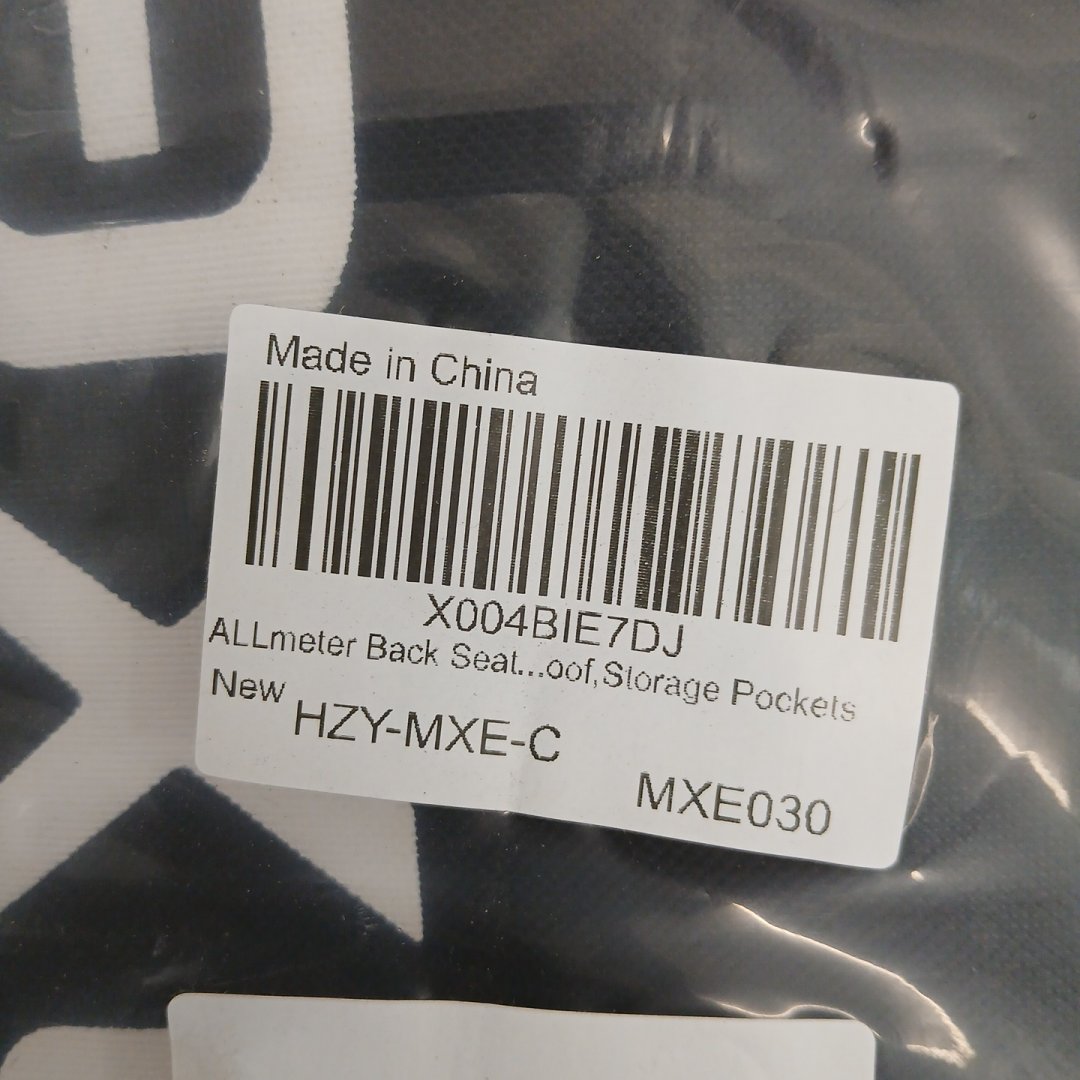 Made in China
X004BIE7DJ
ALLmeter Back Seat...oof,Storage Pockets
New
HZY-MXE-C
MXE030